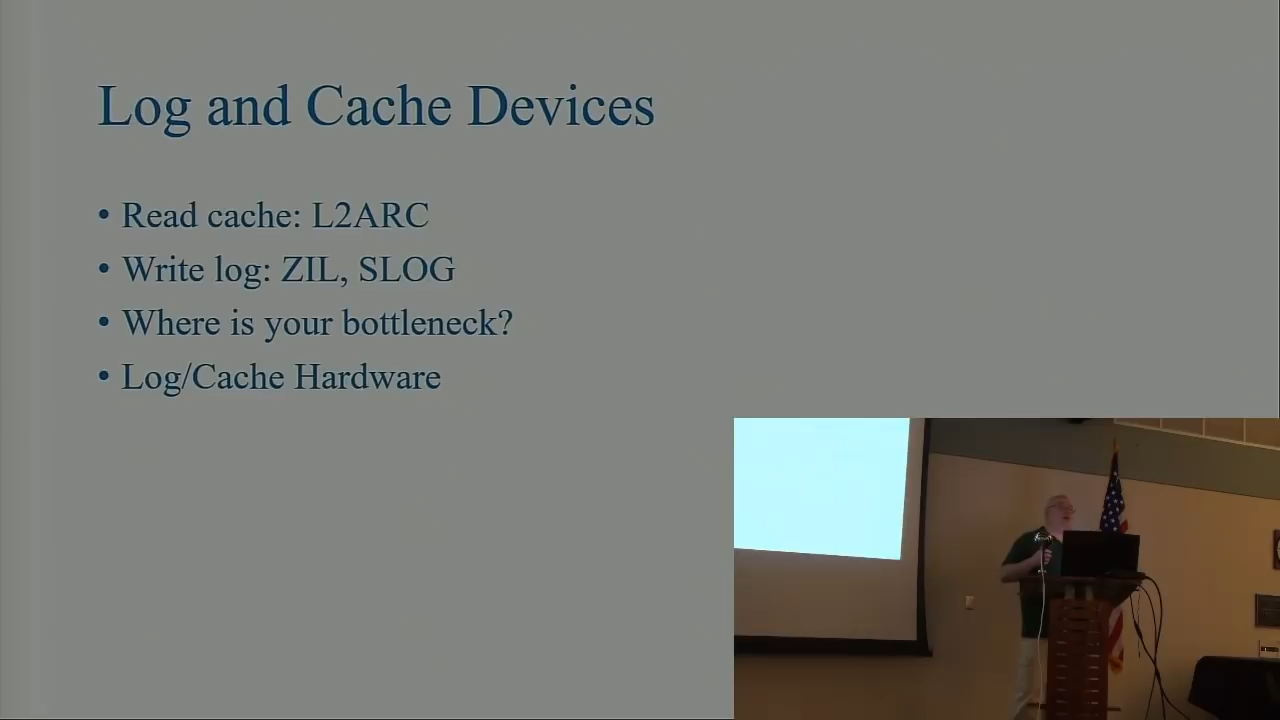 Log and Cache Devices
• Read cache: L2ARC
• Write log: ZIL, SLOG
• Where is your bottleneck?
• Log/Cache Hardware